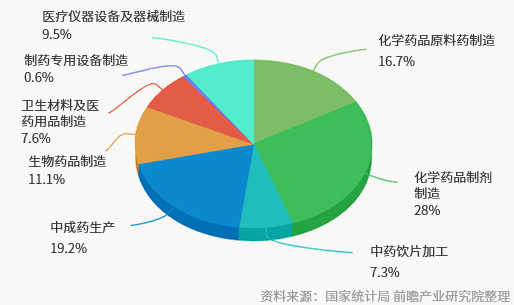 医疗仪器设备及器械制造
9.5%
制药专用设备制造
0.6%
卫生材料及医
药用品制造
7.6%
生物药品制造
11.1%
中成药生产
19.2%
化学药品原料药制造
16.7%
化学药品制剂
制造
28%
中药饮片加工
7.3%
资料来源：国家统计局 前瞻产业研究院整理